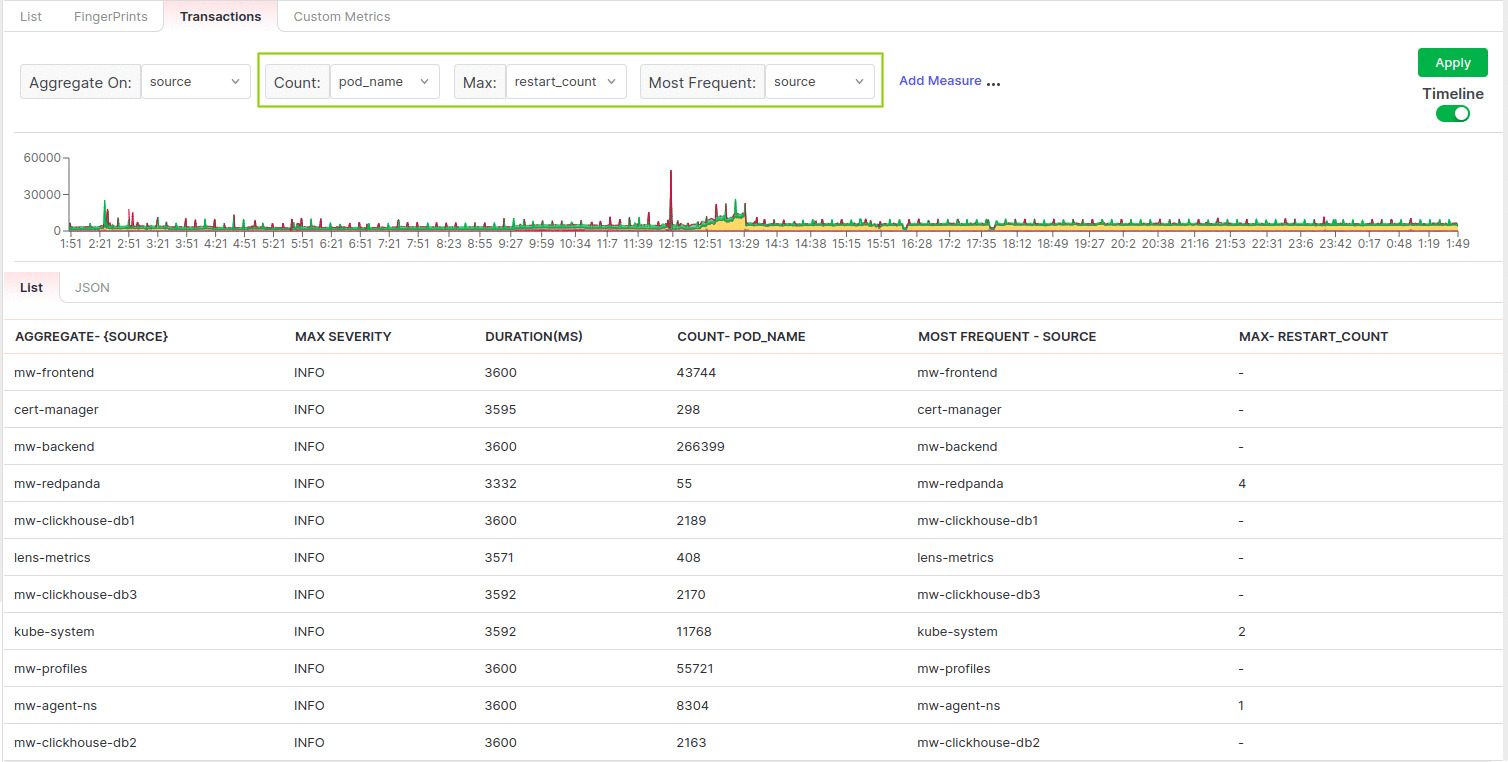 List FingerPrints Transactions Custom Metrics
Apply
Aggregate On: source Count: pod_name Max: restart_count Most Frequent: source Add Measure ...
Timeline
60000
30000
0
1:51 2:21 2:51 3:21 3:51 4:21 4:51 5:21 5:51 6:21 6:51 7:21 7:51 8:23 8:55 9:27 9:59 10:34 11:7 11:39 12:15 12:51 13:29 14:3 14:38 15:15 15:51 16:28 17:2 17:35 18:12 18:49 19:27 20:2 20:38 21:16 21:53 22:31 23:6 23:42 0:17 0:48 1:19 1:49
List JSON
AGGREGATE- {SOURCE} MAX SEVERITY DURATION(MS) COUNT- POD_NAME MOST FREQUENT - SOURCE MAX- RESTART_COUNT
mw-frontend INFO 3600 43744 mw-frontend -
cert-manager INFO 3595 298 cert-manager -
mw-backend INFO 3600 266399 mw-backend -
mw-redpanda INFO 3332 55 mw-redpanda 4
mw-clickhouse-db1 INFO 3600 2189 mw-clickhouse-db1 -
lens-metrics INFO 3571 408 lens-metrics -
mw-clickhouse-db3 INFO 3592 2170 mw-clickhouse-db3 -
kube-system INFO 3592 11768 kube-system 2
mw-profiles INFO 3600 55721 mw-profiles -
mw-agent-ns INFO 3600 8304 mw-agent-ns 1
mw-clickhouse-db2 INFO 3600 2163 mw-clickhouse-db2 -